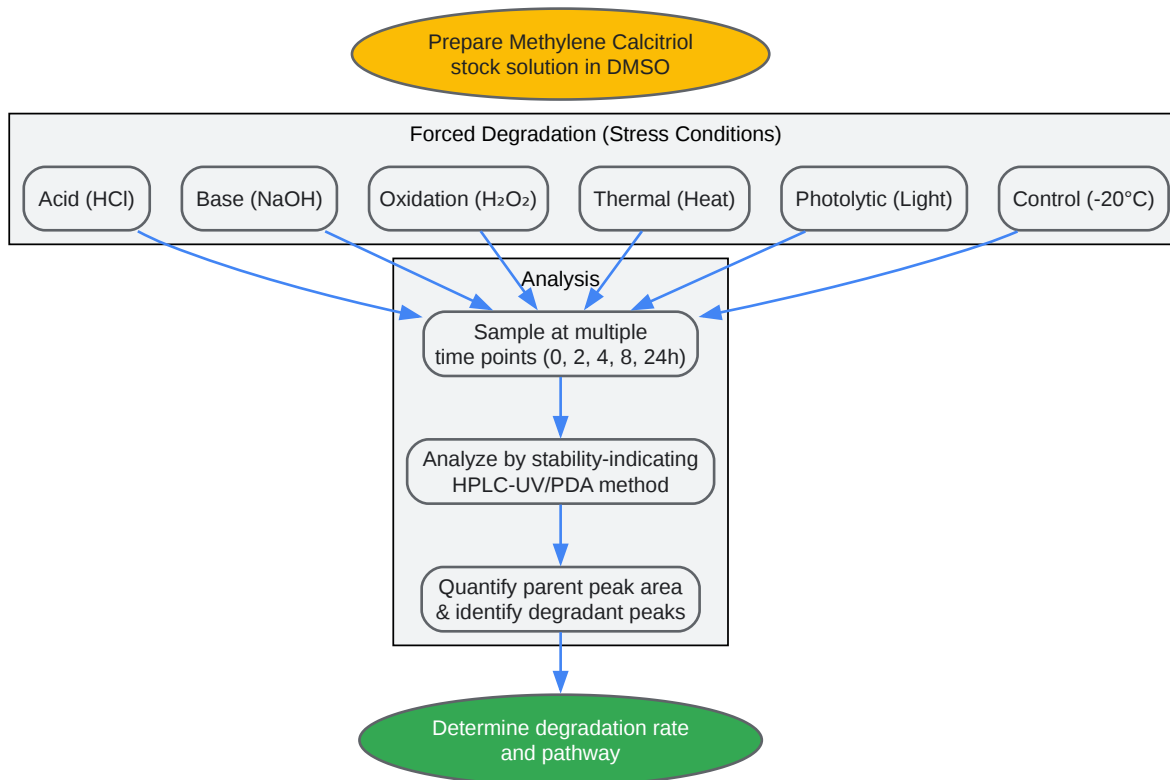 Prepare Methylene Calcitriol
stock solution in DMSO
Forced Degradation (Stress Conditions)
Acid (HCl)
Base (NaOH)
Oxidation (H₂O₂)
Thermal (Heat)
Photolytic (Light)
Control (-20°C)
Analysis
Sample at multiple
time points (0, 2, 4, 8, 24h)
Analyze by stability-indicating
HPLC-UV/PDA method
Quantify parent peak area
& identify degradant peaks
Determine degradation rate
and pathway